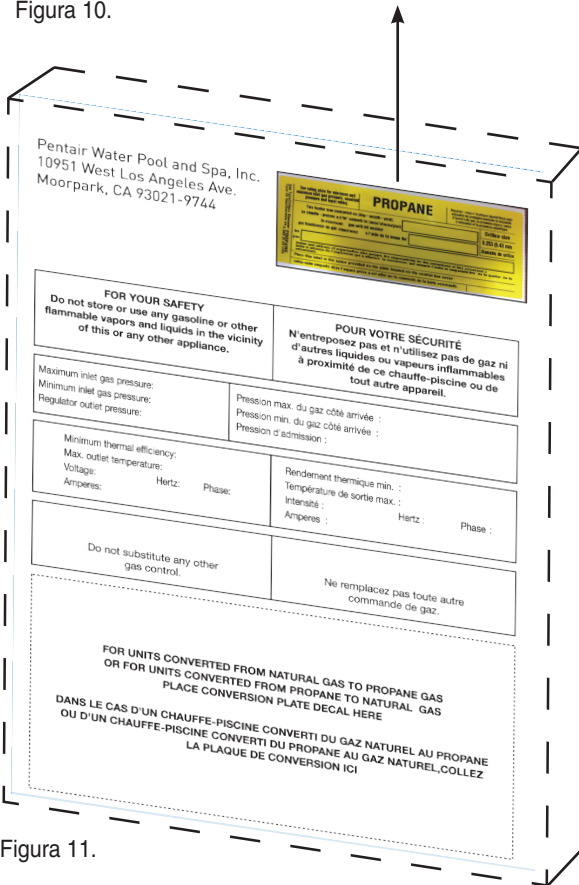 Figura 10.
Pentair Water Pool and Spa, Inc.
10951 West Los Angeles Ave.
Moorpark, CA 93021-9744
PROPANE
Orifice size
FOR YOUR SAFETY
Do not store or use any gasoline or other
flammable vapors and liquids in the vicinity
of this or any other appliance.
POUR VOTRE SÉCURITÉ
N'entreposez pas et n'utilisez pas de gaz ni
d'autres liquides ou vapeurs inflammables
à proximité de ce chauffe-piscine ou de
tout autre appareil.
Maximum inlet gas pressure:
Minimum inlet gas pressure:
Regulator outlet pressure:
Pression max. du gaz côté arrivée :
Pression min. du gaz côté arrivée :
Pression d'admission :
Minimum thermal efficiency:
Max. outlet temperature:
Voltage: Hertz: Phase:
Amperes:
Rendement thermique min. :
Température de sortie max. :
Intensité : Hertz : Phase :
Amperes :
Do not substitute any other
gas control.
Ne remplacez pas toute autre
commande de gaz.
FOR UNITS CONVERTED FROM NATURAL GAS TO PROPANE GAS
OR FOR UNITS CONVERTED FROM PROPANE TO NATURAL GAS
PLACE CONVERSION PLATE DECAL HERE
DANS LE CAS D'UN CHAUFFE-PISCINE CONVERTI DU GAZ NATUREL AU PROPANE
OU D'UN CHAUFFE-PISCINE CONVERTI DU PROPANE AU GAZ NATUREL,COLLEZ
LA PLAQUE DE CONVERSION ICI
Figura 11.